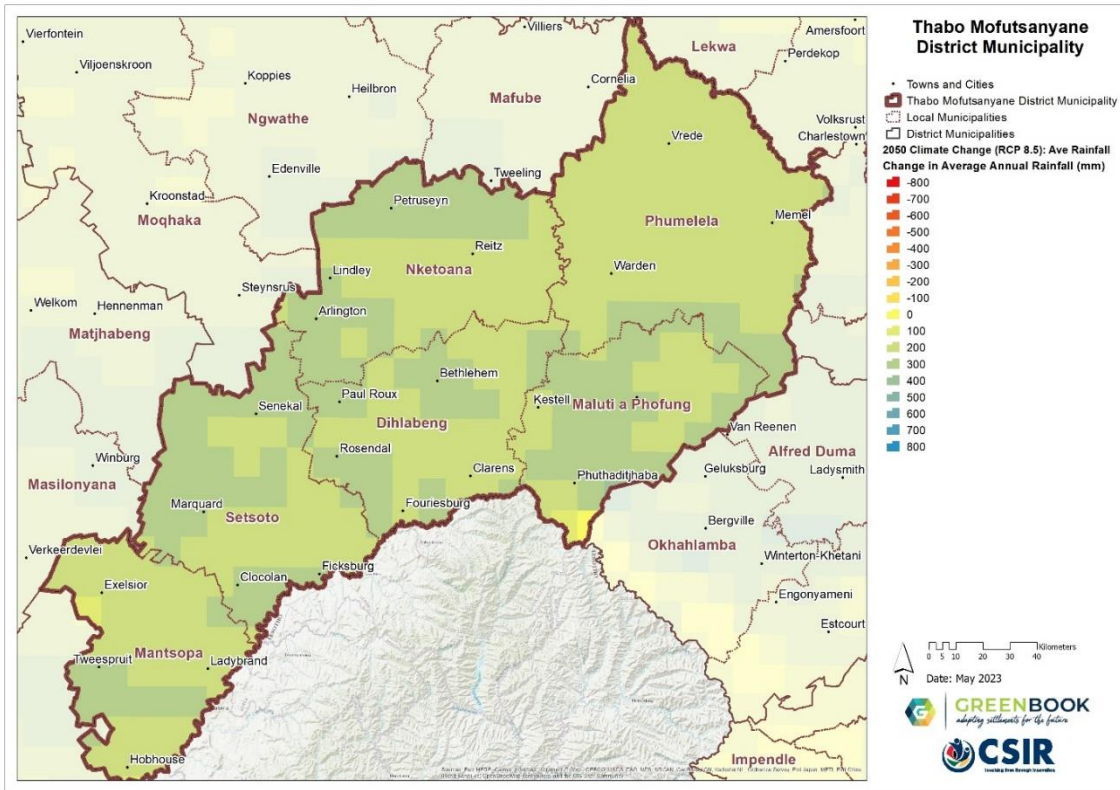 Thabo Mofutsanyane
District Municipality
Towns and Cities
Thabo Mofutsanyane District Municipality
Local Municipalities
District Municipalities
2050 Climate Change (RCP 8.5): Ave Rainfall
Change in Average Annual Rainfall (mm)
-800
-700
-600
-500
-400
-300
-200
-100
0
100
200
300
400
500
600
700
800
Kilometers
0 5 10 20 30 40
N
Date: May 2023
GREENBOOK
adapting settlements for the future
CSIR
Touching lives through innovation
Vierfontein
Villiers
Amersfoort
Lekwa
Perdekop
Viljoenskroon
Koppies
Cornelia
Heilbron
Mafube
Ngwathe
Volksrust
Charlestown
Vrede
Edenville
Tweeling
Kroonstad
Petruseyn
Moqhaka
Phumelela
Memel
Reitz
Nketoana
Warden
Lindley
Steynsrus
Welkom
Hennenman
Arlington
Matjhabeng
Bethlehem
Paul Roux
Kestell
Maluti a Phofung
Senekal
Dihlabeng
Van Reenen
Rosendal
Alfred Duma
Winburg
Clarens
Geluksburg
Ladysmith
Masilonyana
Phuthaditjhaba
Marquard
Setsoto
Fouriesburg
Bergville
Okhahlamba
Verkeerdevlei
Winterton-Khetani
Ficksburg
Exelsior
Clocolan
Engonyameni
Estcourt
Tweespruit
Mantsopa
Ladybrand
Hobhouse
Impendle